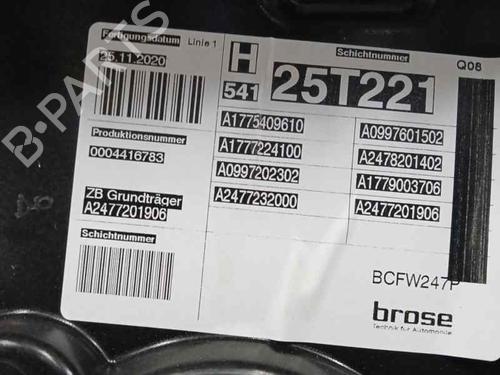 Fertigungsdatum
Linie 1
25.11.2020
H
541
Schichtnummer
25T221
Q08
A1775409610
A1777224100
A0997202302
A2477232000
A0997601502
A2478201402
A1779003706
A2477201906
Produktionsnummer
0004416783
ZB Grundträger
A2477201906
Schichtnummer
BCFW247P
brose
Technik für Automobile
B-PARTS